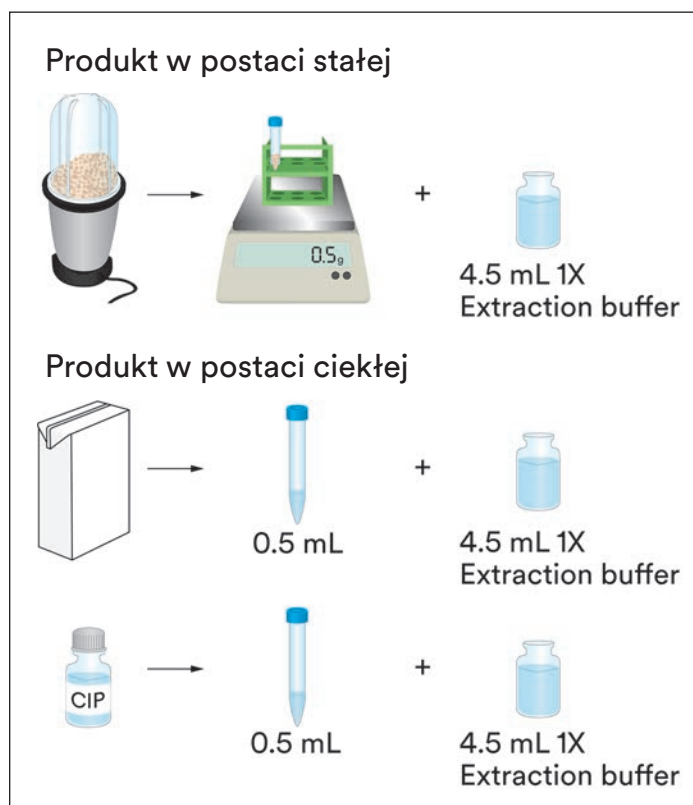 Produkt w postaci stałej
0.5g
+
4.5 mL 1X
Extraction buffer
Produkt w postaci ciekłej
+
0.5 mL
4.5 mL 1X
Extraction buffer
CIP
+
0.5 mL
4.5 mL 1X
Extraction buffer